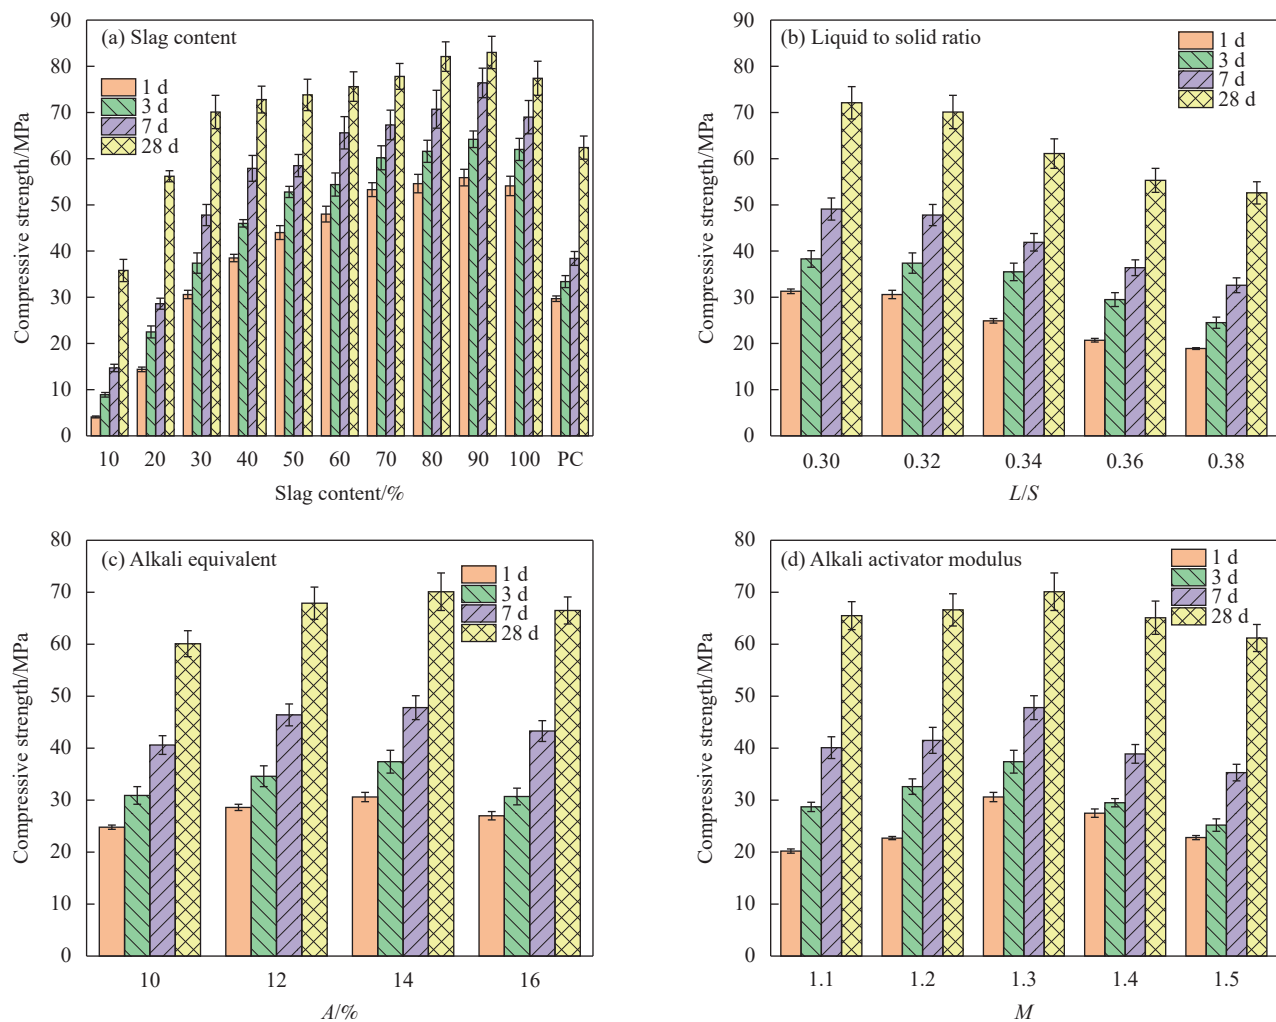 (a) Slag content
1 d
3 d
7 d
28 d
Compressive strength/MPa
90
80
70
60
50
40
30
20
10
0
10 20 30 40 50 60 70 80 90 100 PC
Slag content/%
(b) Liquid to solid ratio
1 d
3 d
7 d
28 d
Compressive strength/MPa
90
80
70
60
50
40
30
20
10
0
0.30 0.32 0.34 0.36 0.38
L/S
(c) Alkali equivalent
1 d
3 d
7 d
28 d
Compressive strength/MPa
80
70
60
50
40
30
20
10
0
10 12 14 16
A/%
(d) Alkali activator modulus
1 d
3 d
7 d
28 d
Compressive strength/MPa
80
70
60
50
40
30
20
10
0
1.1 1.2 1.3 1.4 1.5
M